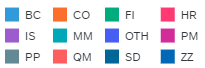 BC CO FI HR
IS MM OTH PM
PP QM SD ZZ